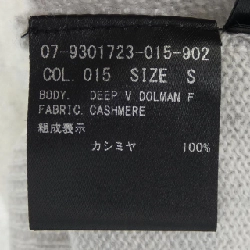 07-9301723-015-902
COL. 015 SIZE S
BODY. DEEP V DOLMAN F
FABRIC. CASHMERE
組成表示
カシミヤ 100%